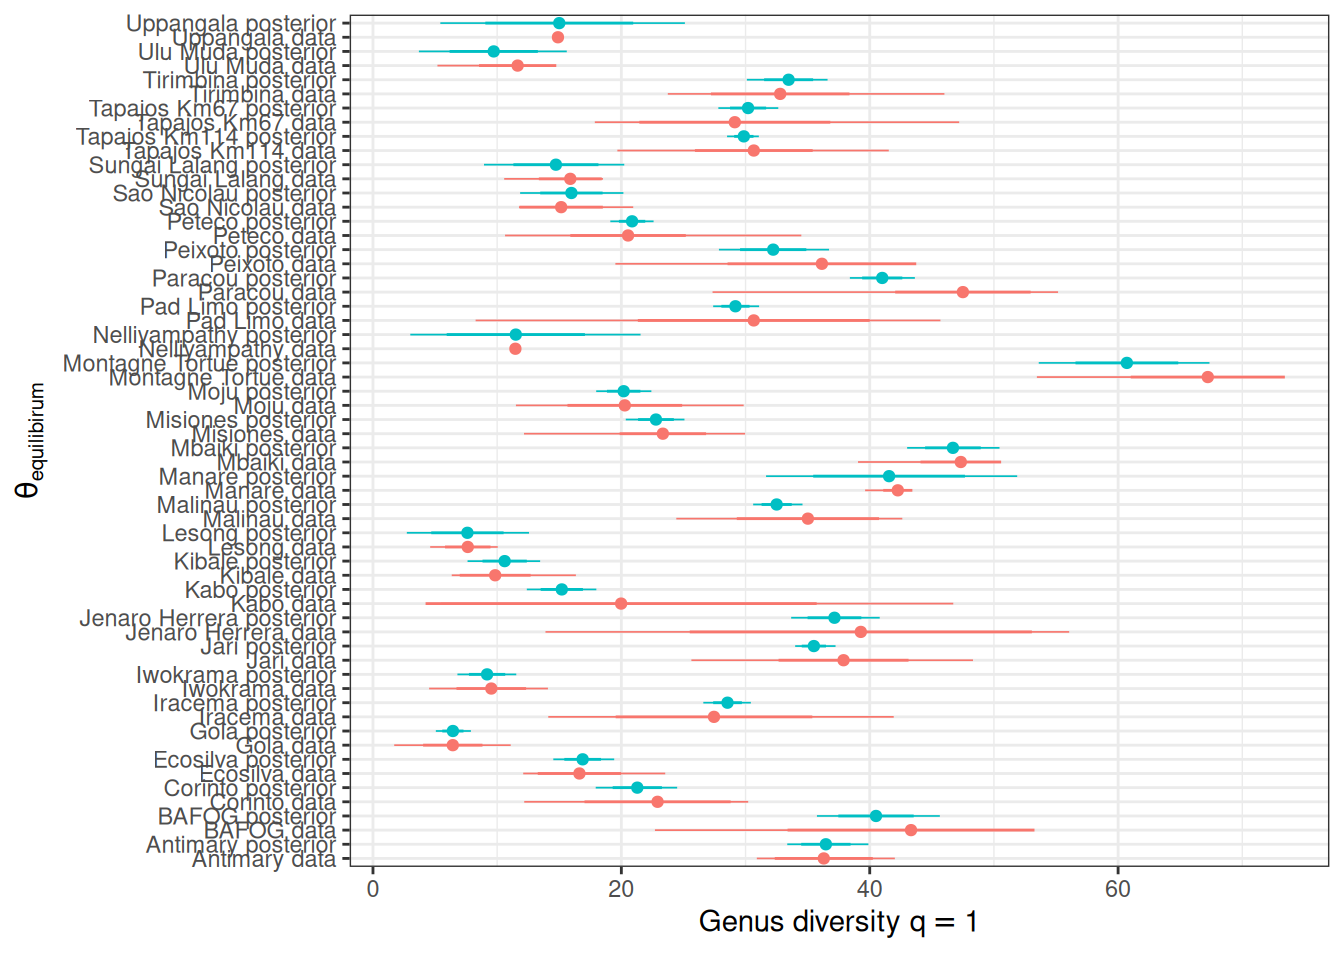 Uppangala posterior
Uppangala data
Ulu Muda posterior
Ulu Muda data
Tirimbina posterior
Tirimbina data
Tapajos Km67 posterior
Tapajos Km67 data
Tapajos Km114 posterior
Tapajos Km114 data
Sungai Lalang posterior
Sungai Lalang data
Sao Nicolau posterior
Sao Nicolau data
Peteco posterior
Peteco data
Peixoto posterior
Peixoto data
Paracou posterior
Paracou data
Pad Limo posterior
Pad Limo data
Nelliyampathy posterior
Nelliyampathy data
Montagne Tortue posterior
Montagne Tortue data
Moju posterior
Moju data
Misiones posterior
Misiones data
Mbaiki posterior
Mbaiki data
Manare posterior
Manare data
Malinau posterior
Malinau data
Lesong posterior
Lesong data
Kibale posterior
Kibale data
Kabo posterior
Kabo data
Jenaro Herrera posterior
Jenaro Herrera data
Jari posterior
Jari data
Iwokrama posterior
Iwokrama data
Iracema posterior
Iracema data
Gola posterior
Gola data
Ecosilva posterior
Ecosilva data
Corinto posterior
Corinto data
BAFOG posterior
BAFOG data
Antimary posterior
Antimary data
θequilibirum
0 20 40 60
Genus diversity q = 1